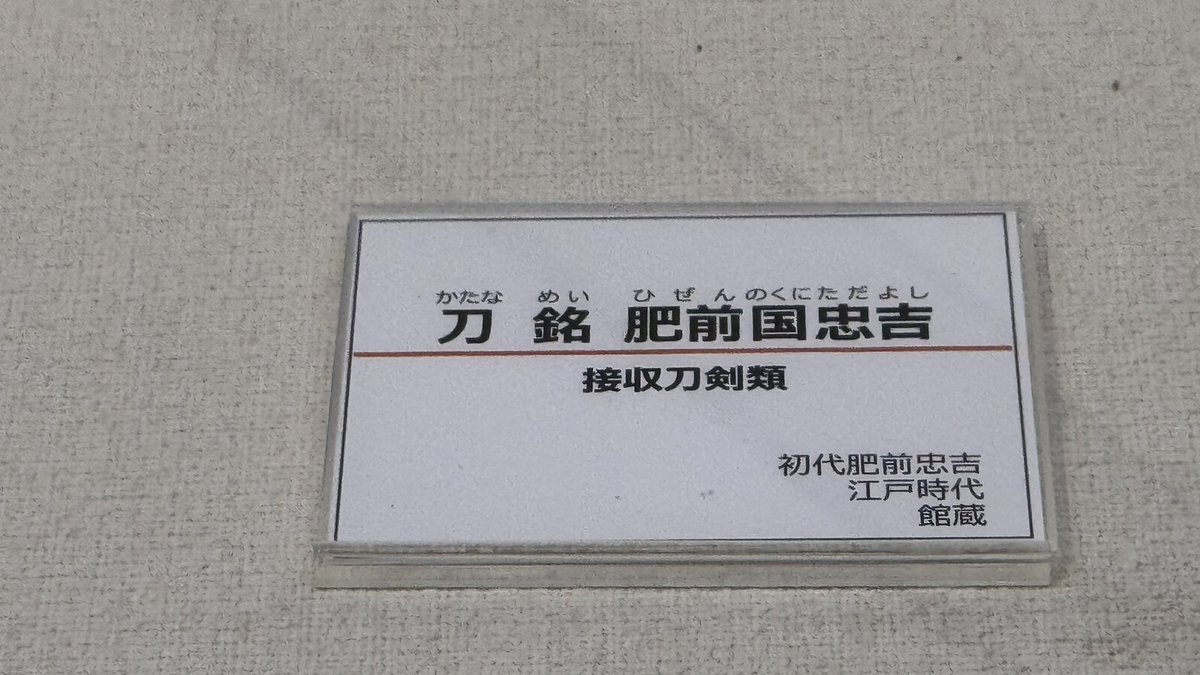 かたな めい ひぜんのくにただよし
刀 銘 肥前国忠吉
接収刀剣類
初代肥前忠吉
江戸時代
館蔵